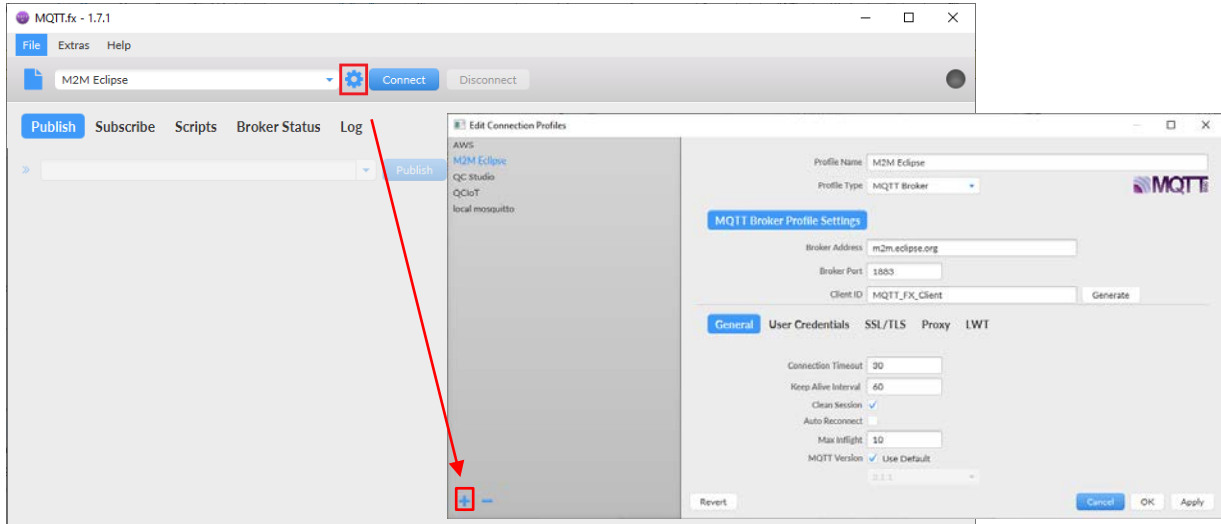 MQTT.fx - 1.7.1
File Extras Help
M2M Eclipse Connect Disconnect
Publish Subscribe Scripts Broker Status Log
Publish
Edit Connection Profiles
AWS
M2M Eclipse
QC Studio
QCIoT
local mosquitto
Profile Name M2M Eclipse
Profile Type MQTT Broker
MQTT
MQTT Broker Profile Settings
Broker Address m2m.eclipse.org
Broker Port 1883
Client ID MQTT_FX_Client Generate
General User Credentials SSL/TLS Proxy LWT
Connection Timeout 30
Keep Alive Interval 60
Clean Session
Auto Reconnect
Max Inflight 10
MQTT Version Use Default
3.1.1
Revert Cancel OK Apply